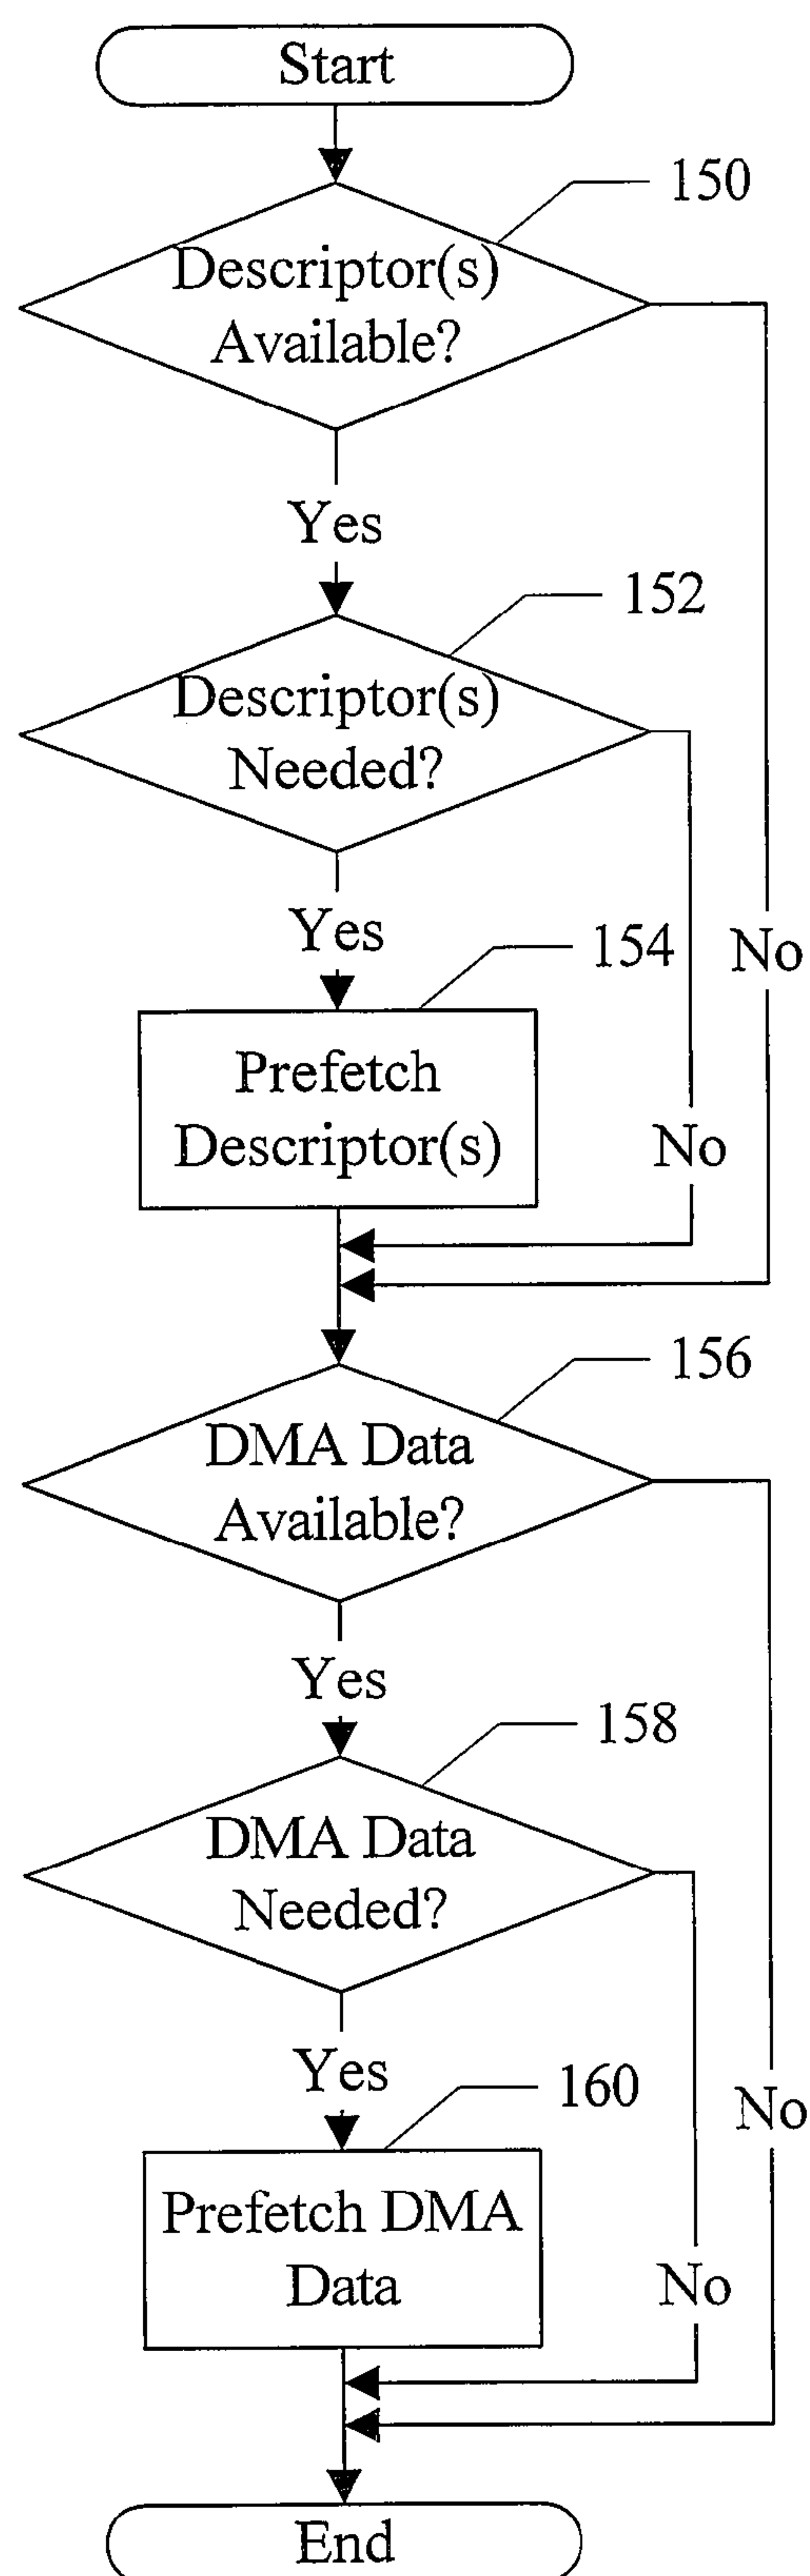 Start
150
Descriptor(s)
Available?
Yes
152
Descriptor(s)
Needed?
Yes
154
No
Prefetch
Descriptor(s)
No
156
DMA Data
Available?
Yes
158
DMA Data
Needed?
Yes
160
No
Prefetch DMA
Data
No
End